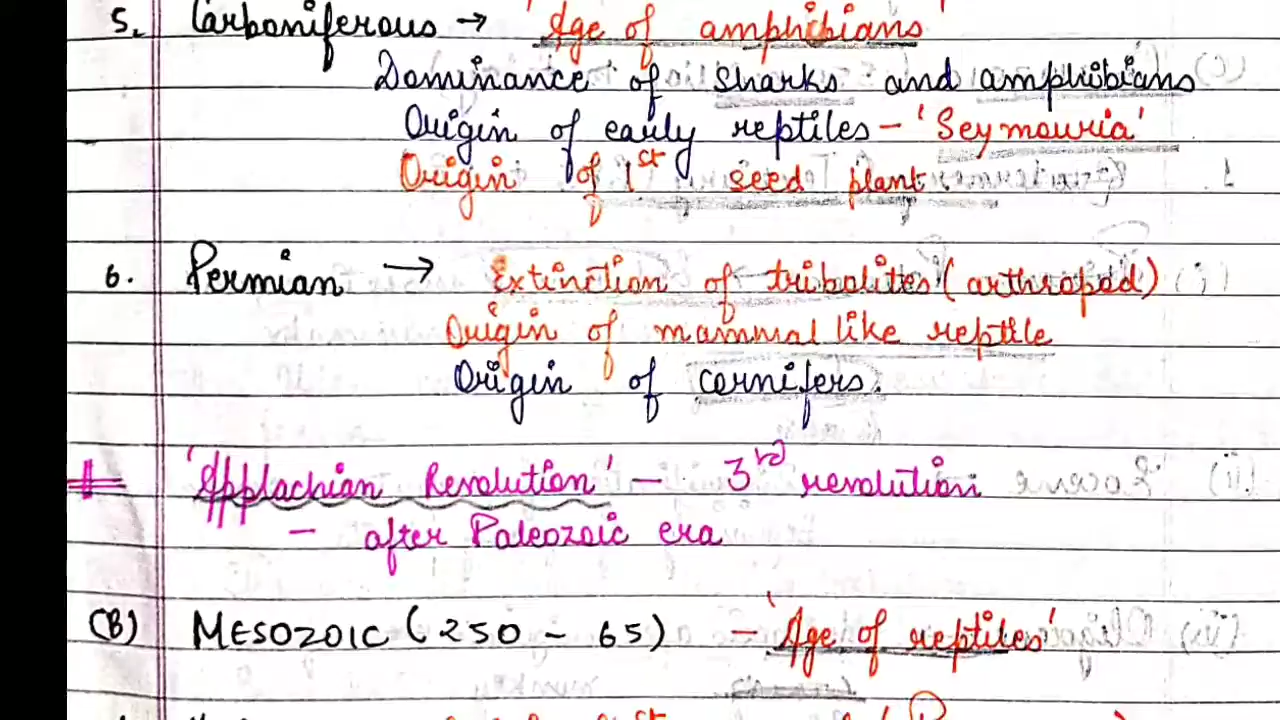 5. Carboniferous → 'Age of amphibians'
Dominance of sharks and amphibians
Origin of early reptiles - 'Seymouria'
Origin of 1st seed plant
6. Permian → Extinction of tribolites (arthropod)
Origin of mammal like reptile
Origin of cornifers.
# 'Applachian Revolution' - 3rd revolution
- after Paleozoic era
(B) MESOZOIC (250 - 65) - 'Age of reptiles'